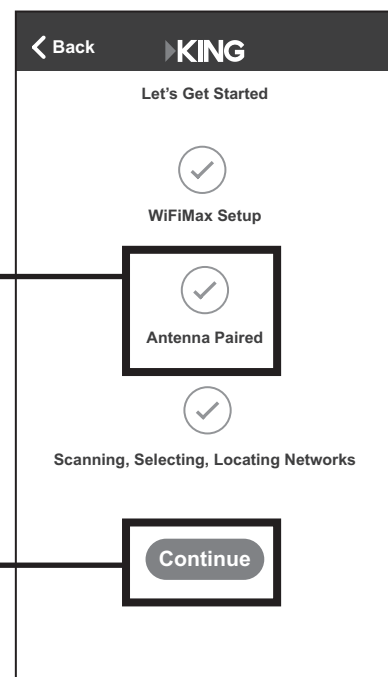 Back
KING
Let's Get Started
WiFiMax Setup
Antenna Paired
Scanning, Selecting, Locating Networks
Continue